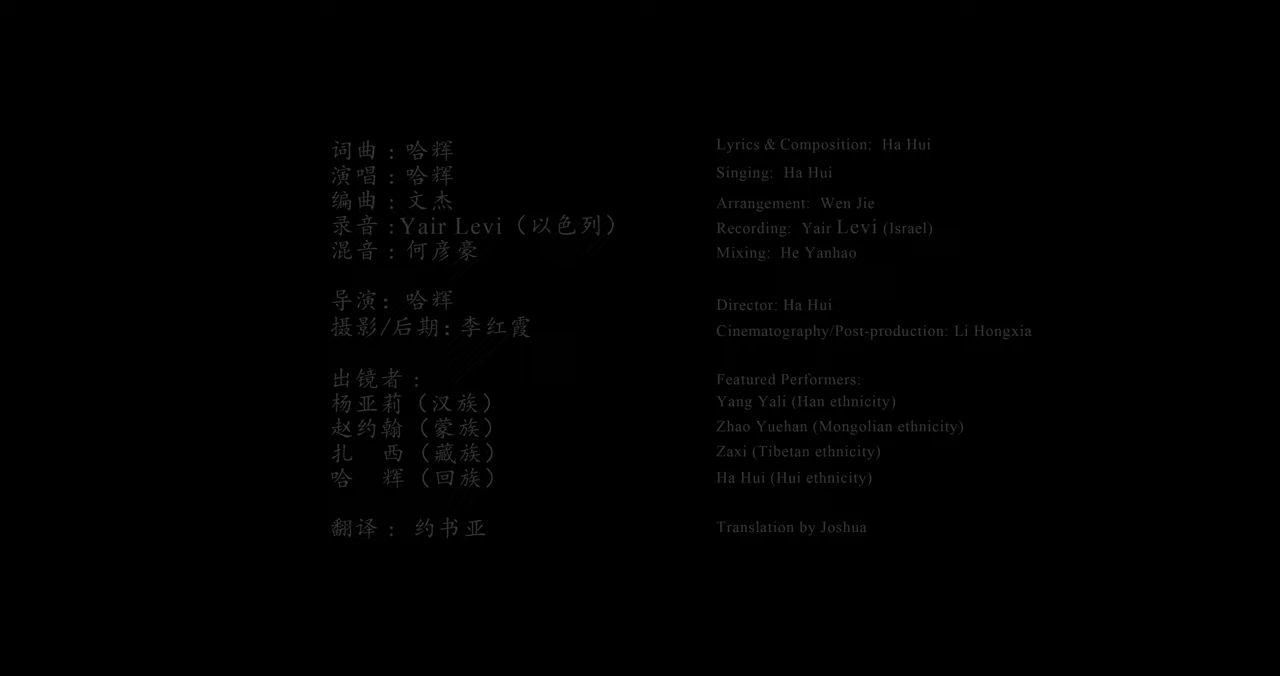 词曲：哈辉
演唱：哈辉
编曲：文杰
录音：Yair Levi（以色列）
混音：何彦豪
导演：哈辉
摄影/后期：李红霞
出镜者：
杨亚莉（汉族）
赵约翰（蒙族）
扎　西（藏族）
哈　辉（回族）
翻译：约书亚
Lyrics & Composition: Ha Hui
Singing: Ha Hui
Arrangement: Wen Jie
Recording: Yair Levi (Israel)
Mixing: He Yanhao
Director: Ha Hui
Cinematography/Post-production: Li Hongxia
Featured Performers:
Yang Yali (Han ethnicity)
Zhao Yuehan (Mongolian ethnicity)
Zaxi (Tibetan ethnicity)
Ha Hui (Hui ethnicity)
Translation by Joshua